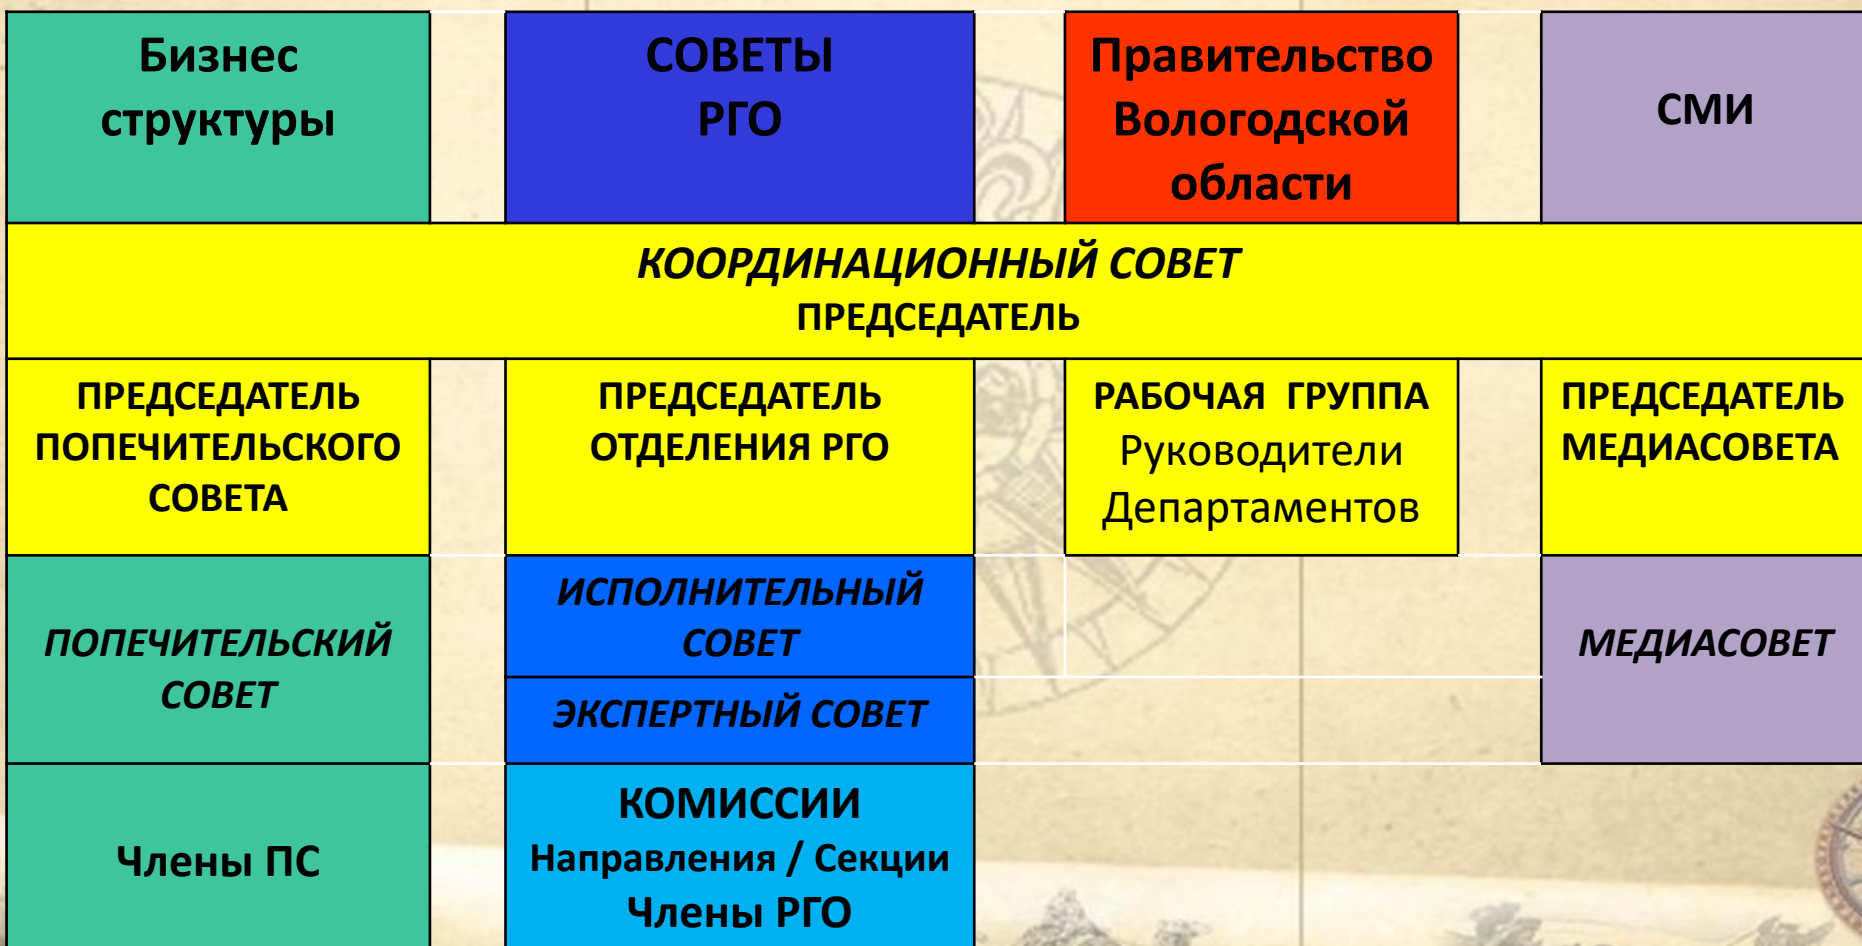 Бизнес
структуры
СОВЕТЫ
РГО
Правительство
Вологодской
области
СМИ
КООРДИНАЦИОННЫЙ СОВЕТ
ПРЕДСЕДАТЕЛЬ
ПРЕДСЕДАТЕЛЬ
ПОПЕЧИТЕЛЬСКОГО
СОВЕТА
ПРЕДСЕДАТЕЛЬ
ОТДЕЛЕНИЯ РГО
РАБОЧАЯ ГРУППА
Руководители
Департаментов
ПРЕДСЕДАТЕЛЬ
МЕДИАСОВЕТА
ПОПЕЧИТЕЛЬСКИЙ
СОВЕТ
ИСПОЛНИТЕЛЬНЫЙ
СОВЕТ
ЭКСПЕРТНЫЙ СОВЕТ
МЕДИАСОВЕТ
Члены ПС
КОМИССИИ
Направления / Секции
Члены РГО